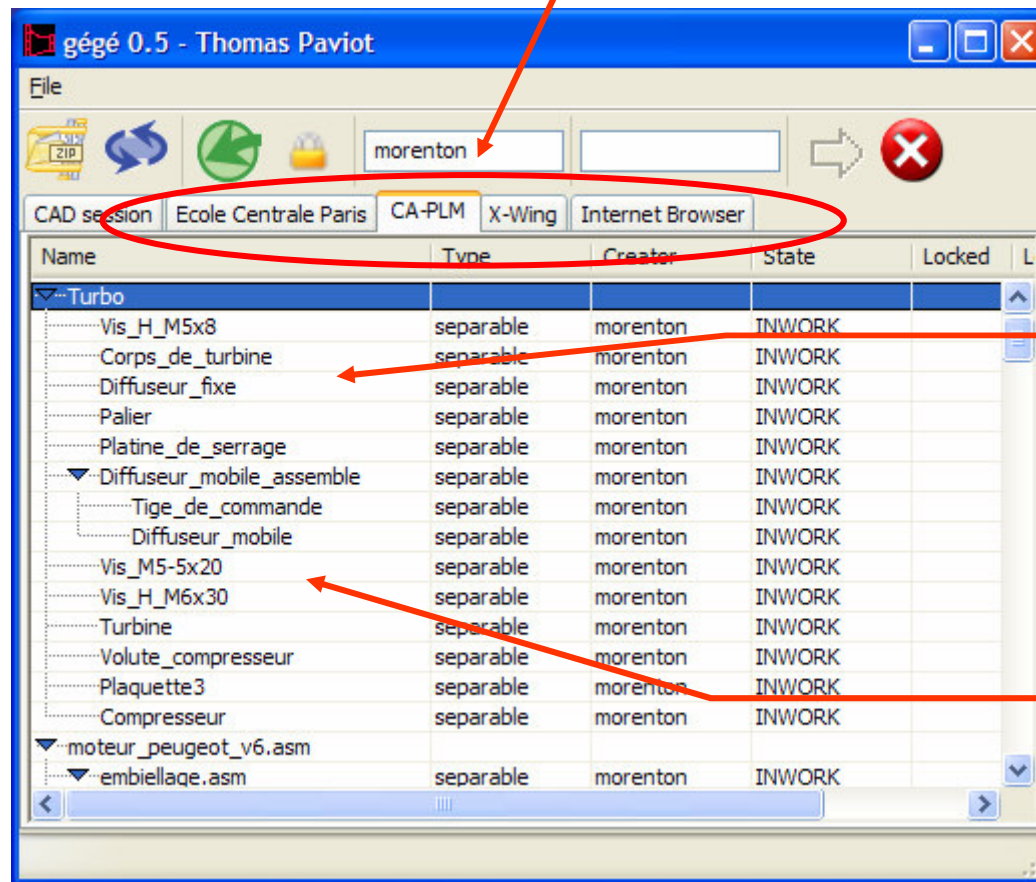 gégé 0.5 - Thomas Paviot
File
ZIP
morenton
CAD session Ecole Centrale Paris CA-PLM X-Wing Internet Browser
Name Type Creator State Locked L
Turbo
Vis_H_M5x8 separable morenton INWORK
Corps_de_turbine separable morenton INWORK
Diffuseur_fixe separable morenton INWORK
Palier separable morenton INWORK
Platine_de_serrage separable morenton INWORK
Diffuseur_mobile_assemble separable morenton INWORK
Tige_de_commande separable morenton INWORK
Diffuseur_mobile separable morenton INWORK
Vis_M5-5x20 separable morenton INWORK
Vis_H_M6x30 separable morenton INWORK
Turbine separable morenton INWORK
Volute_compresseur separable morenton INWORK
Plaquette3 separable morenton INWORK
Compresseur separable morenton INWORK
moteur_peugeot_v6.asm
embiellage.asm separable morenton INWORK